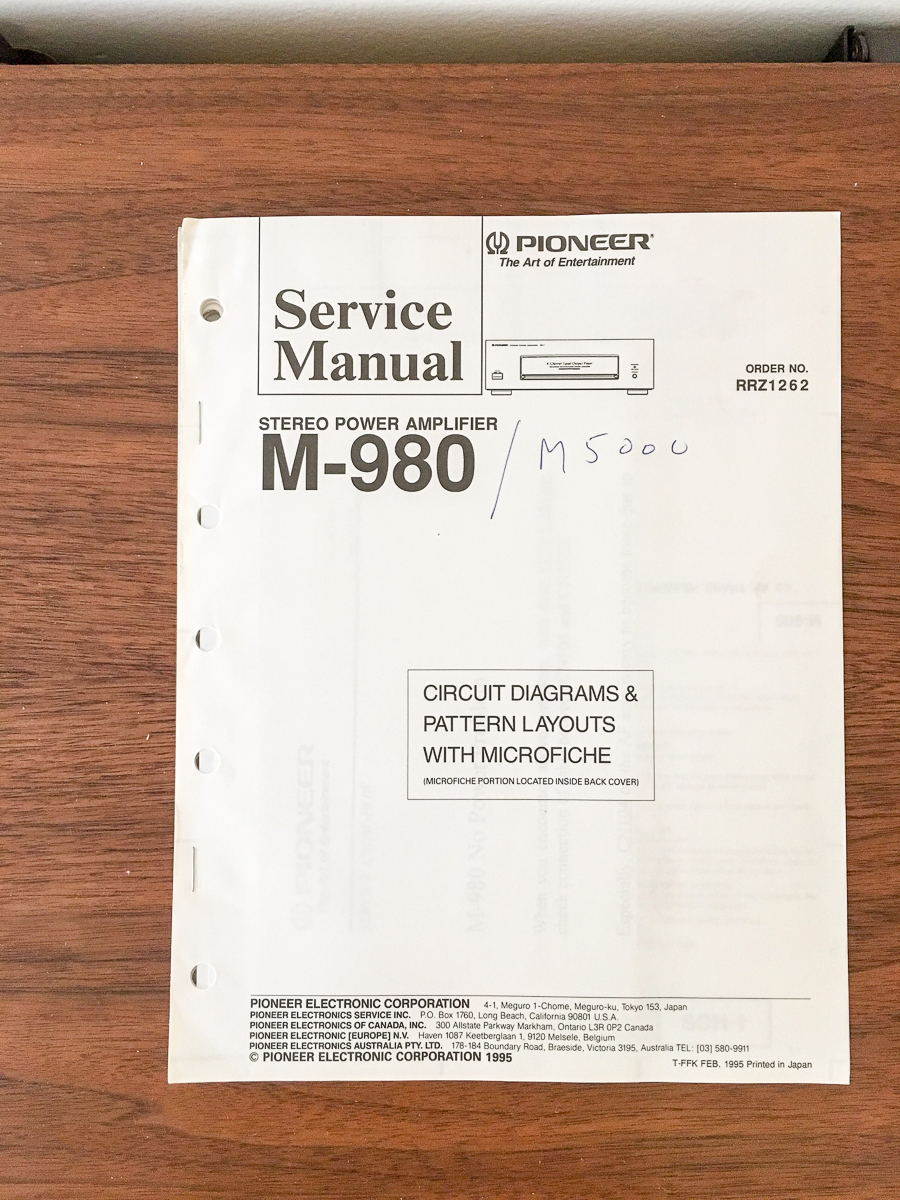 PIONEER®
The Art of Entertainment
Service
Manual
ORDER NO.
RRZ1262
STEREO POWER AMPLIFIER
M-980 / M5000
CIRCUIT DIAGRAMS &
PATTERN LAYOUTS
WITH MICROFICHE
(MICROFICHE PORTION LOCATED INSIDE BACK COVER)
PIONEER ELECTRONIC CORPORATION 4-1, Meguro 1-Chome, Meguro-ku, Tokyo 153, Japan
PIONEER ELECTRONICS SERVICE INC. P.O. Box 1760, Long Beach, California 90801 U.S.A.
PIONEER ELECTRONICS OF CANADA, INC. 300 Allstate Parkway Markham, Ontario L3R 0P2 Canada
PIONEER ELECTRONIC [EUROPE] N.V. Haven 1087 Keetberglaan 1, 9120 Melsele, Belgium
PIONEER ELECTRONICS AUSTRALIA PTY. LTD. 178-184 Boundary Road, Braeside, Victoria 3195, Australia TEL: [03] 580-9911
© PIONEER ELECTRONIC CORPORATION 1995
T-FFK FEB. 1995 Printed in Japan